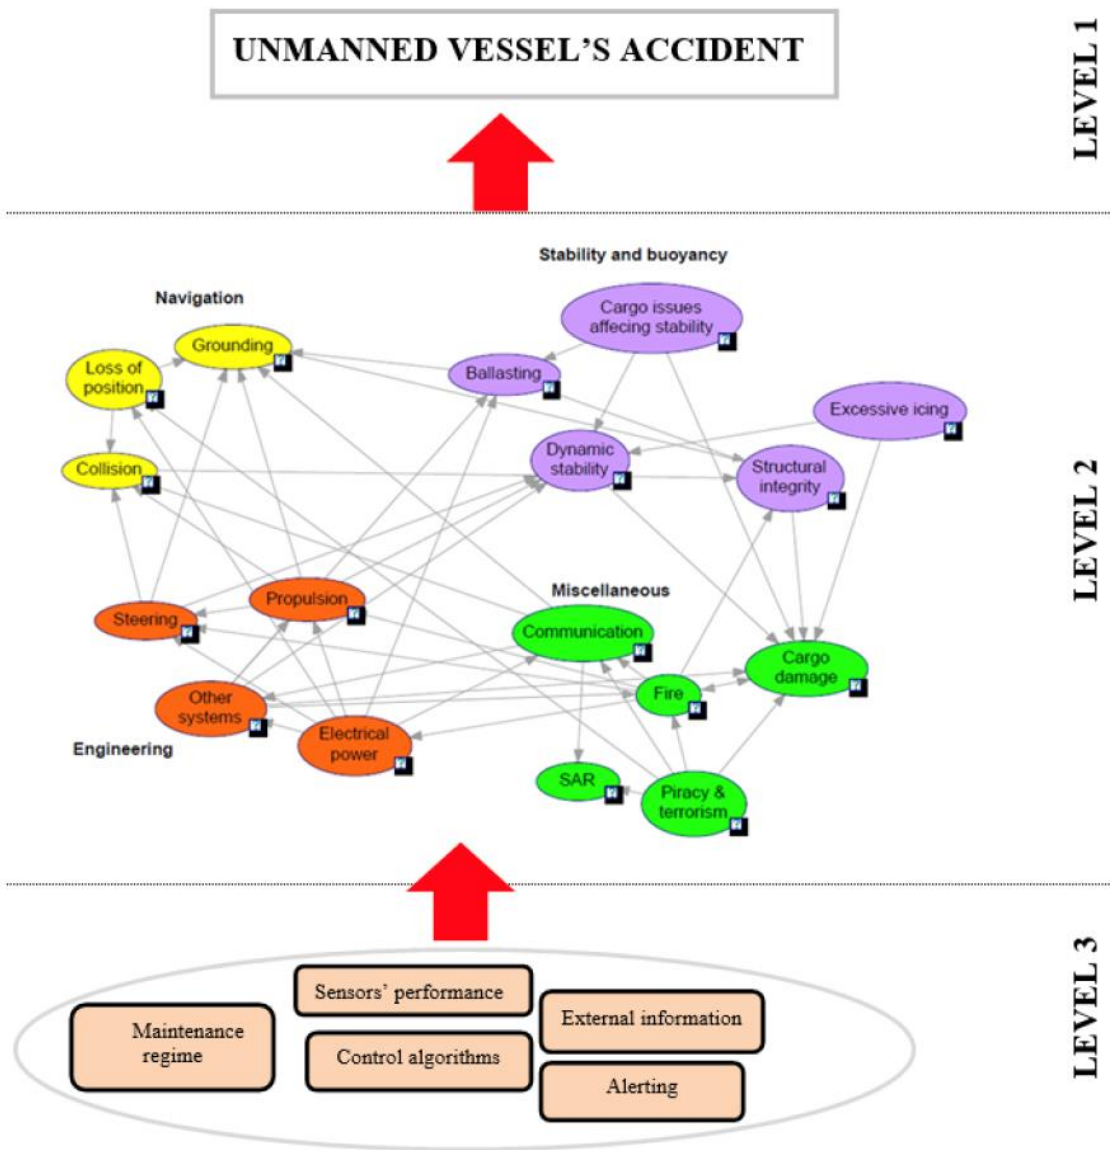 UNMANNED VESSEL’S ACCIDENT
LEVEL 1
Stability and buoyancy
Navigation
Cargo issues
affecing stability
Grounding
Loss of
position
Ballasting
Excessive icing
Collision
Dynamic
stability
Structural
integrity
LEVEL 2
Miscellaneous
Propulsion
Steering
Communication
Cargo
damage
Fire
Other
systems
Electrical
power
Engineering
SAR
Piracy &
terrorism
Sensors’ performance
External information
Maintenance
regime
Control algorithms
Alerting
LEVEL 3